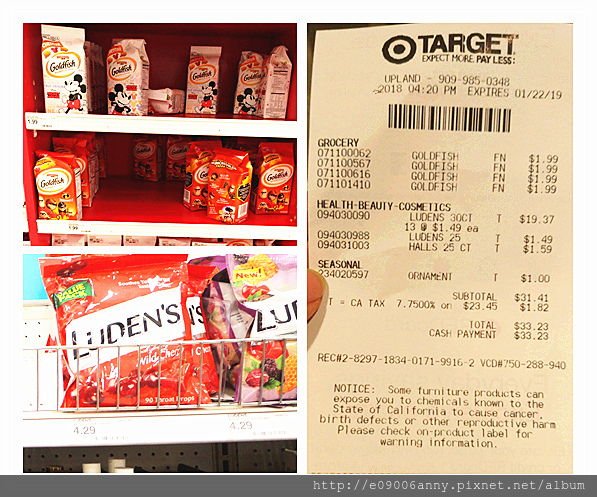 Goldfish
Goldfish
Goldfish
Goldfish
1.99
Goldfish
Goldfish
Goldfish
1.99
LUDEN'S
Wild Cherry
90 Throat Drops
New!
LU
4.29
4.29
TARGET
EXPECT MORE. PAY LESS.
UPLAND - 909-985-0348
2018 04:20 PM EXPIRES 01/22/19
GROCERY
071100062 GOLDFISH FN $1.99
071100567 GOLDFISH FN $1.99
071100616 GOLDFISH FN $1.99
071101410 GOLDFISH FN $1.99
HEALTH-BEAUTY-COSMETICS
094030090 LUDENS 30CT T $19.37
13 @ $1.49 ea
094030988 LUDENS 25 T $1.49
094031003 HALLS 25 CT T $1.59
SEASONAL
234020597 ORNAMENT T $1.00
SUBTOTAL $31.41
T = CA TAX 7.7500% on $23.45 $1.82
TOTAL $33.23
CASH PAYMENT $33.23
REC#2-8297-1834-0171-9916-2 VCD#750-288-940
NOTICE: Some furniture products can
expose you to chemicals known to the
State of California to cause cancer,
birth defects or other reproductive harm
Please check on-product label for
warning information.
http://e09006anny.pixnet.net/album